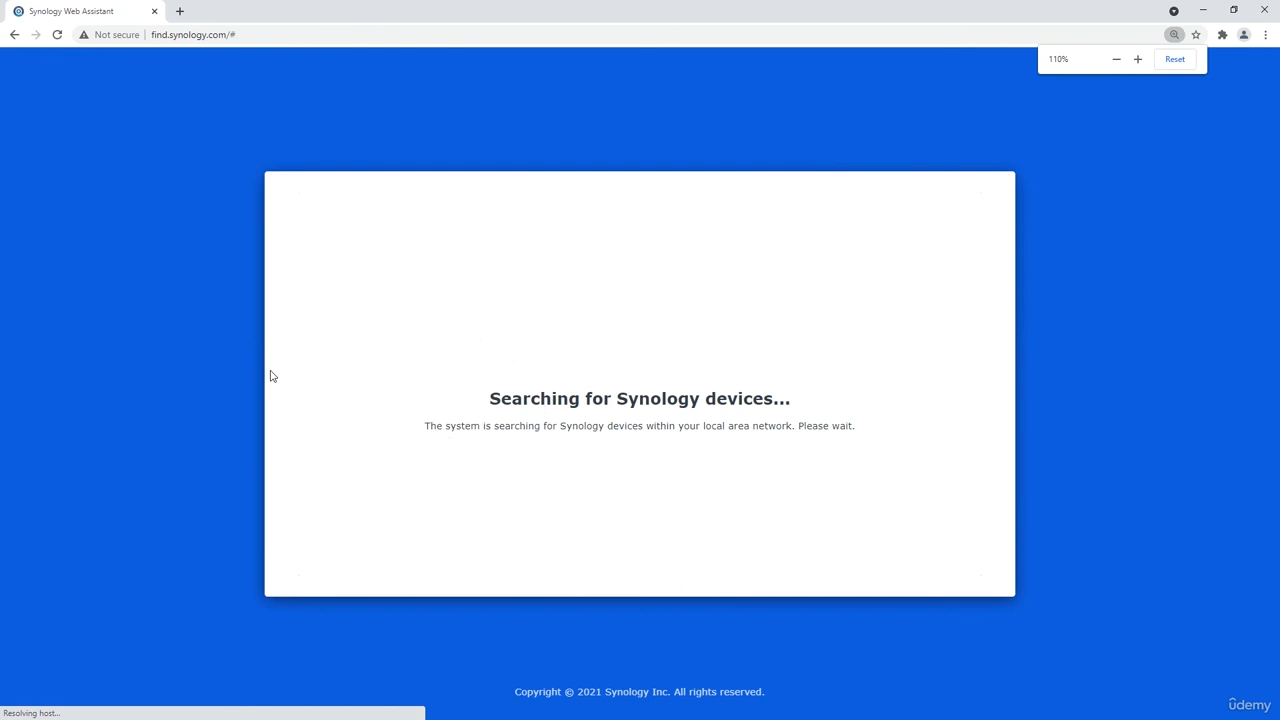 Synology Web Assistant
Not secure
find.synology.com/#
110%
Reset
Searching for Synology devices...
The system is searching for Synology devices within your local area network. Please wait.
Copyright © 2021 Synology Inc. All rights reserved.
ûdemy
Resolving host...